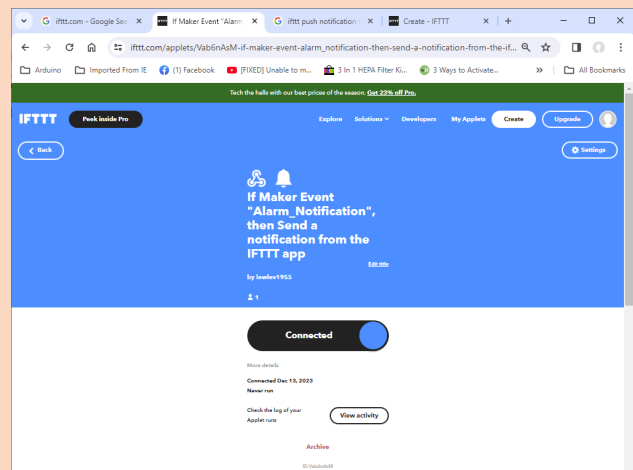 ifttt.com - Google Sea
If Maker Event "Alarm_
ifttt push notification
Create - IFTTT
ifttt.com/applets/Vab6nAsM-if-maker-event-alarm_notification-then-send-a-notification-from-the-if...
Arduino
Imported From IE
(1) Facebook
[FIXED] Unable to m...
3 In 1 HEPA Filter Ki...
3 Ways to Activate...
»
All Bookmarks
Tech the halls with our best prices of the season. Get 23% off Pro.
IFTTT
Peek inside Pro
Explore
Solutions
Developers
My Applets
Create
Upgrade
Back
Settings
If Maker Event
"Alarm_Notification",
then Send a
notification from the
IFTTT app
Edit title
by lewlev1955
1
Connected
More details
Connected Dec 13, 2023
Never run
Check the log of your
Applet runs
View activity
Archive